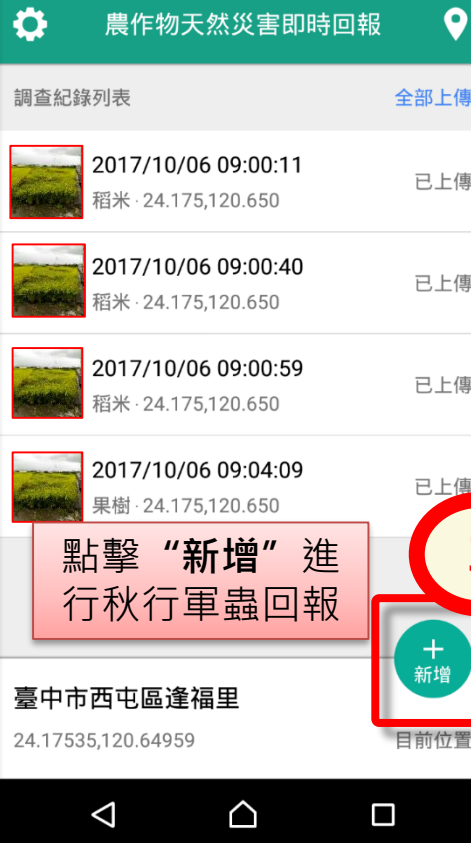 農作物天然災害即時回報
調查紀錄列表 全部上傳
2017/10/06 09:00:11
稻米 · 24.175,120.650
已上傳
2017/10/06 09:00:40
稻米 · 24.175,120.650
已上傳
2017/10/06 09:00:59
稻米 · 24.175,120.650
已上傳
2017/10/06 09:04:09
果樹 · 24.175,120.650
已上傳
點擊“新增”進
行秋行軍蟲回報
+
新增
臺中市西屯區逢福里
24.17535,120.64959 目前位置